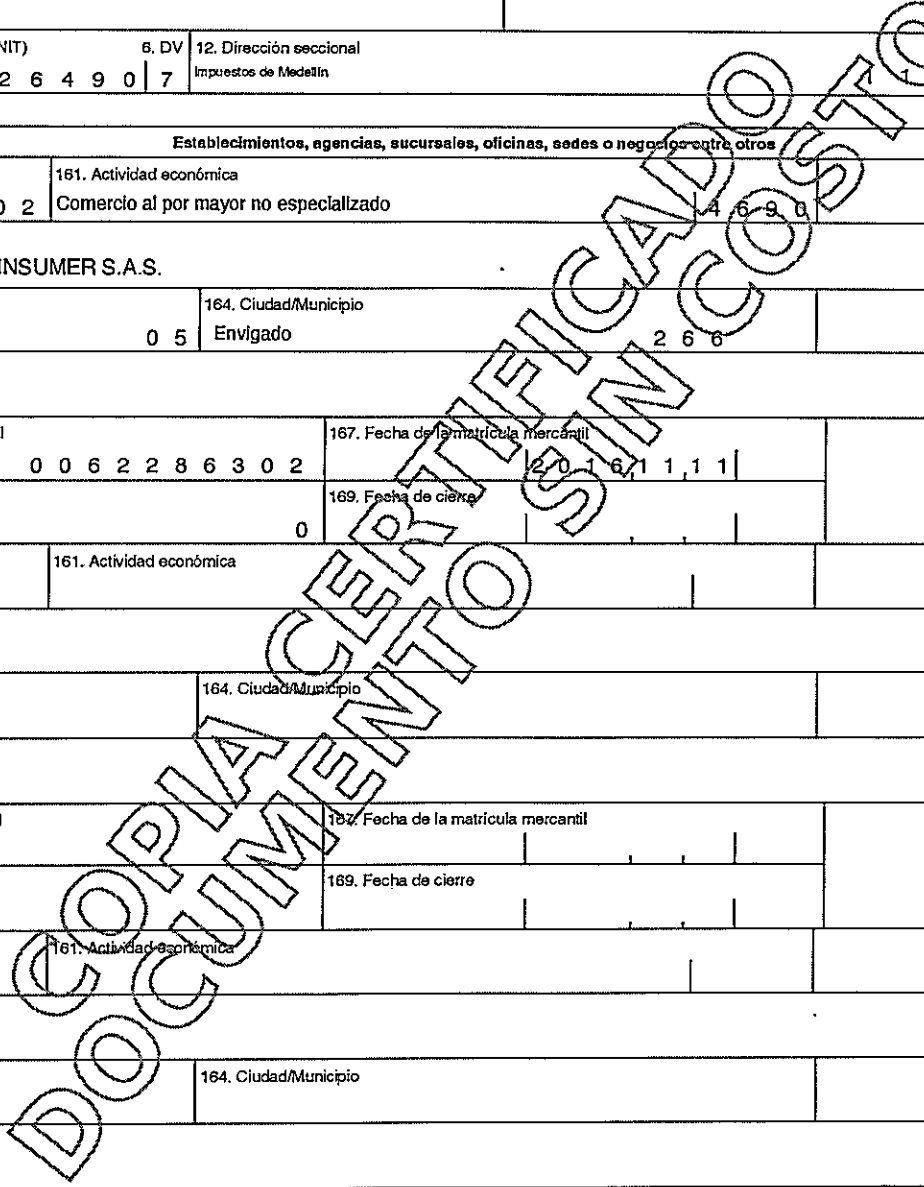 NIT) 6. DV 12. Dirección seccional
2 6 4 9 0 7 Impuestos de Medellín 1 1
Establecimientos, agencias, sucursales, oficinas, sedes o negocios entre otros
161. Actividad económica
0 2 Comercio al por mayor no especializado 4 6 9 0
INSUMER S.A.S.
164. Ciudad/Municipio
0 5 Envigado 2 6 6
167. Fecha de la matrícula mercantil
0 0 6 2 2 8 6 3 0 2 2 0 1 6 1 1 1 1
169. Fecha de cierre
0
161. Actividad económica
164. Ciudad/Municipio
167. Fecha de la matrícula mercantil
169. Fecha de cierre
161. Actividad económica
164. Ciudad/Municipio
COPIA CERTIFICADO
DOCUMENTO SIN COSTO